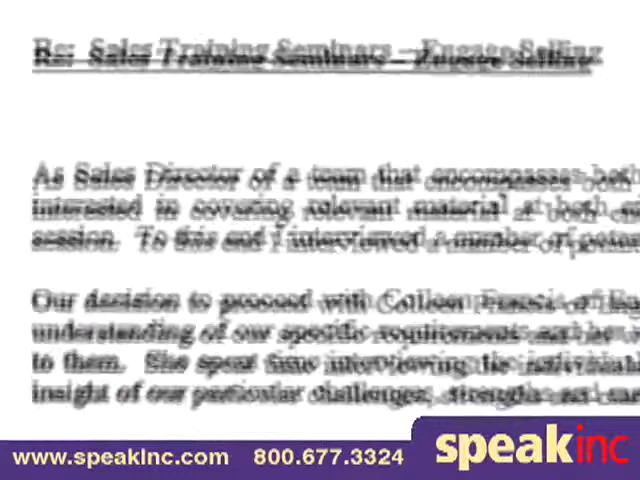 Re: Sales Training Seminars – Engage Selling
As Sales Director of a team that encompasses both
interested in covering relevant material at both
session. To this end I interviewed a number of
Our decision to proceed with Colleen Francis of
understanding of our specific requirements and
to them. She spent time interviewing
insight of our particular challenges, strengths and
www.speakInc.com 800.677.3324
speakinc